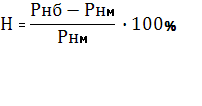 Н = (Рнб − Рнм) / Рнм · 100%